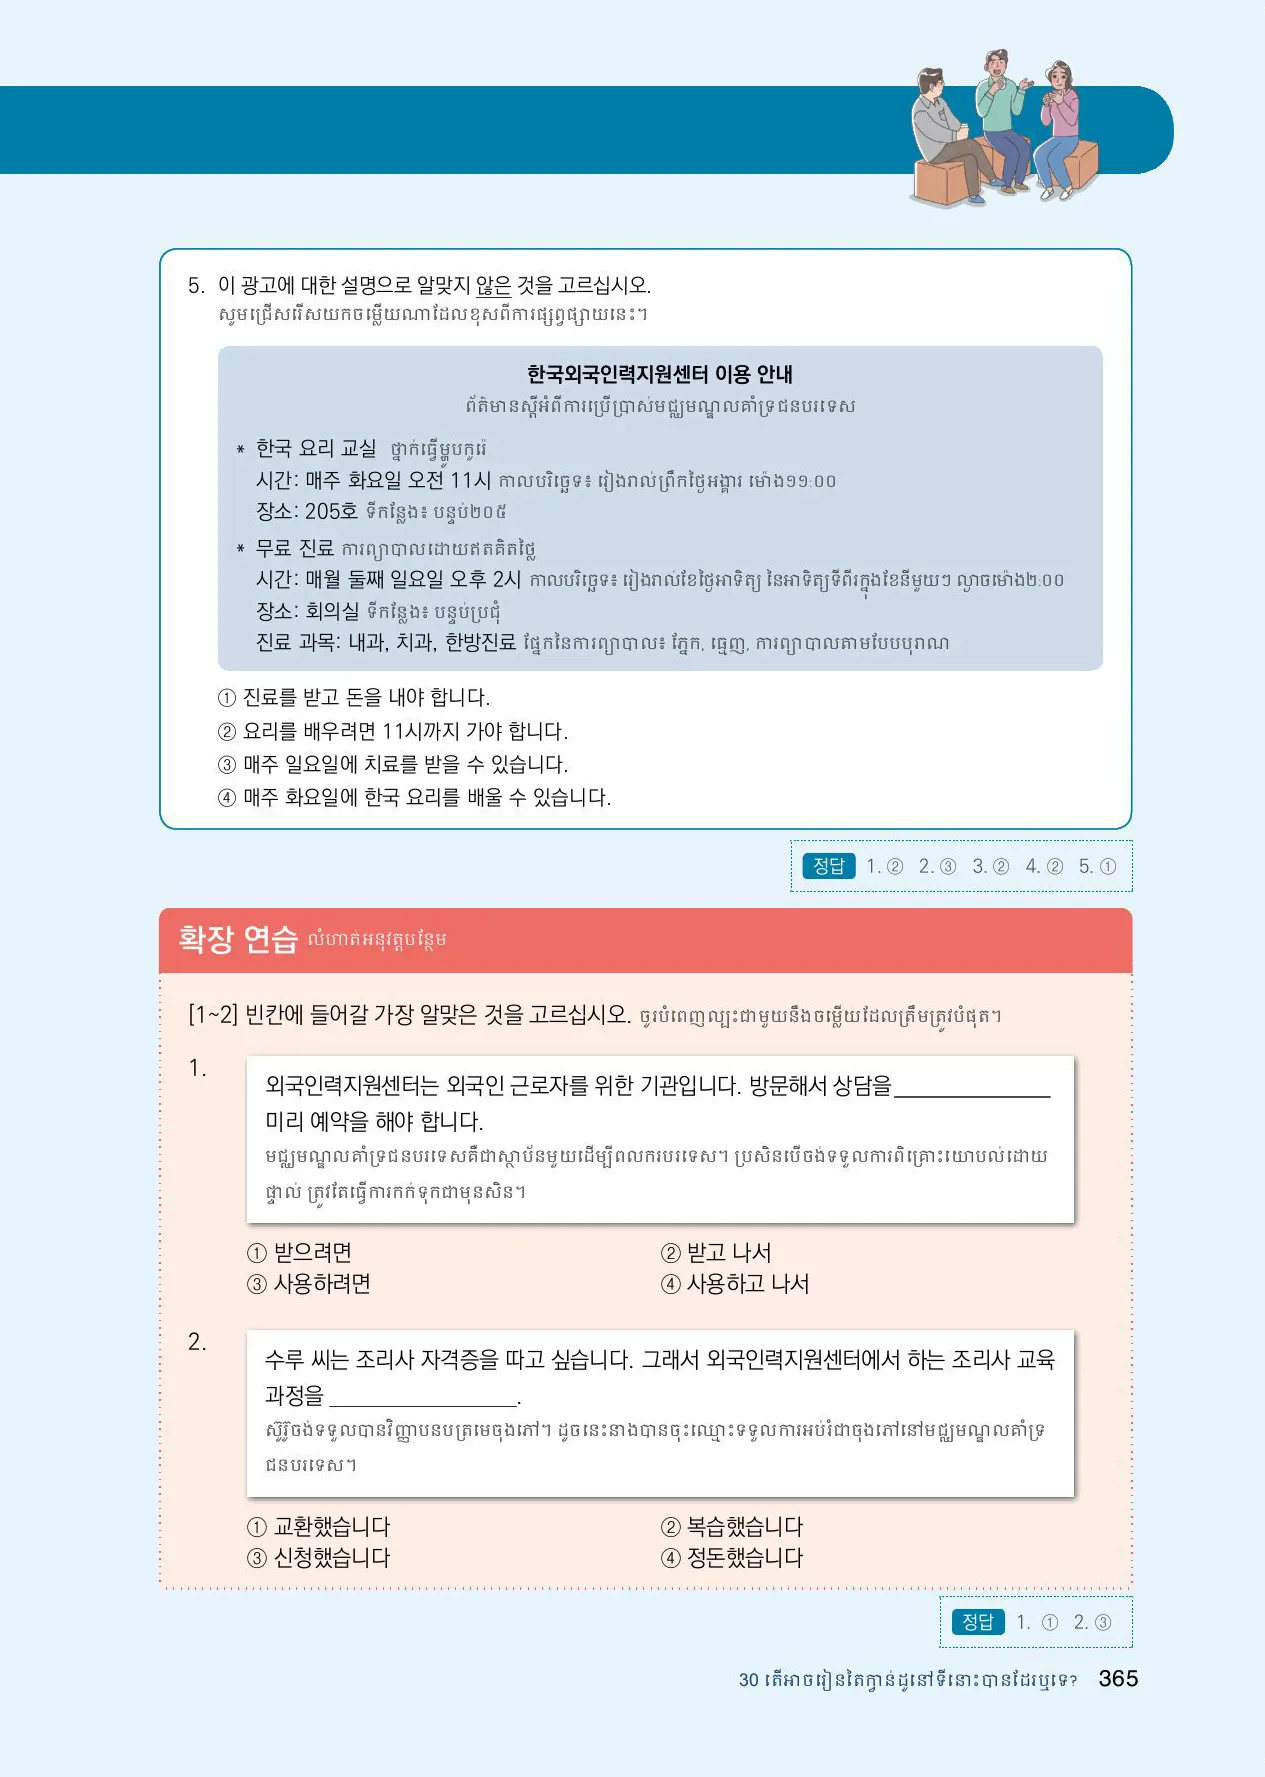 5. 이 광고에 대한 설명으로 알맞지 않은 것을 고르십시오.
សូមជ្រើសរើសយកចម្លើយណាដែលខុសពីការផ្សព្វផ្សាយនេះ។
한국외국인력지원센터 이용 안내
ព័ត៌មានស្តីអំពីការប្រើប្រាស់មជ្ឈមណ្ឌលគាំទ្រជនបរទេស
* 한국 요리 교실 ថ្នាក់ធ្វើម្ហូបកូរ៉េ
시간: 매주 화요일 오전 11시 កាលបរិច្ឆេទ៖ រៀងរាល់ព្រឹកថ្ងៃអង្គារ ម៉ោង១១:០០
장소: 205호 ទីកន្លែង៖ បន្ទប់២០៥
* 무료 진료 ការព្យាបាលដោយឥតគិតថ្លៃ
시간: 매월 둘째 일요일 오후 2시 កាលបរិច្ឆេទ៖ រៀងរាល់ខែថ្ងៃអាទិត្យ នៃអាទិត្យទីពីរក្នុងខែនីមួយៗ ល្ងាចម៉ោង២:០០
장소: 회의실 ទីកន្លែង៖ បន្ទប់ប្រជុំ
진료 과목: 내과, 치과, 한방진료 ផ្នែកនៃការព្យាបាល៖ ភ្នែក, ធ្មេញ, ការព្យាបាលតាមបែបបុរាណ
① 진료를 받고 돈을 내야 합니다.
② 요리를 배우려면 11시까지 가야 합니다.
③ 매주 일요일에 치료를 받을 수 있습니다.
④ 매주 화요일에 한국 요리를 배울 수 있습니다.
정답 1. ② 2. ③ 3. ② 4. ② 5. ①
확장 연습 លំហាត់អនុវត្តបន្ថែម
[1~2] 빈칸에 들어갈 가장 알맞은 것을 고르십시오. ចូរបំពេញល្បះជាមួយនឹងចម្លើយដែលត្រឹមត្រូវបំផុត។
1.
외국인력지원센터는 외국인 근로자를 위한 기관입니다. 방문해서 상담을
미리 예약을 해야 합니다.
មជ្ឈមណ្ឌលគាំទ្រជនបរទេសគឺជាស្ថាប័នមួយដើម្បីពលករបរទេស។ ប្រសិនបើចង់ទទួលការពិគ្រោះយោបល់ដោយ
ផ្ទាល់ ត្រូវតែធ្វើការកក់ទុកជាមុនសិន។
① 받으려면 ② 받고 나서
③ 사용하려면 ④ 사용하고 나서
2.
수루 씨는 조리사 자격증을 따고 싶습니다. 그래서 외국인력지원센터에서 하는 조리사 교육
과정을 .
ស៊ូរ៊ូចង់ទទួលបានវិញ្ញាបនបត្រមេចុងភៅ។ ដូចនេះនាងបានចុះឈ្មោះទទួលការអប់រំជាចុងភៅនៅមជ្ឈមណ្ឌលគាំទ្រ
ជនបរទេស។
① 교환했습니다 ② 복습했습니다
③ 신청했습니다 ④ 정돈했습니다
정답 1. ① 2. ③
30 តើអាចរៀនតៃក្វាន់ដូនៅទីនោះបានដែរឬទេ? 365